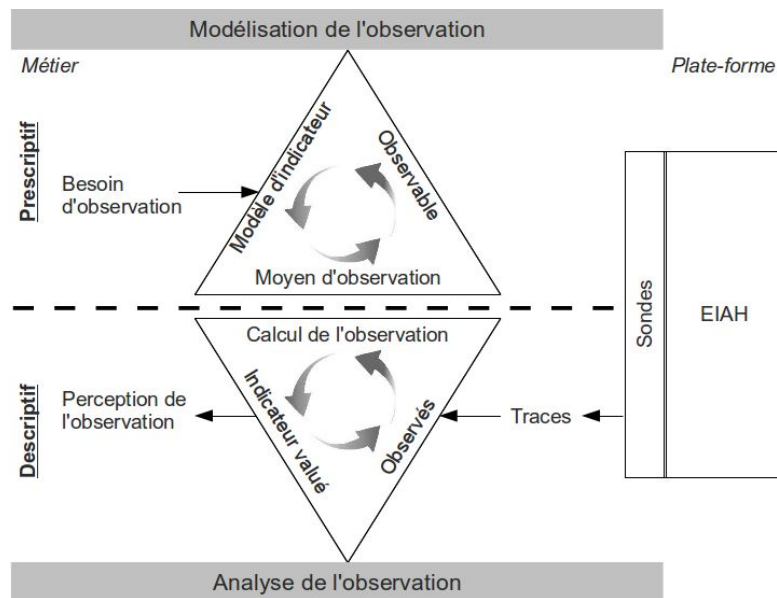 Modélisation de l'observation
Métier
Plate-forme
Prescriptif
Besoin
d'observation
Modèle d'indicateur
Observable
Moyen d'observation
Sondes
EIAH
Calcul de l'observation
Descriptif
Perception de
l'observation
Indicateur valué
Observés
Traces
Analyse de l'observation